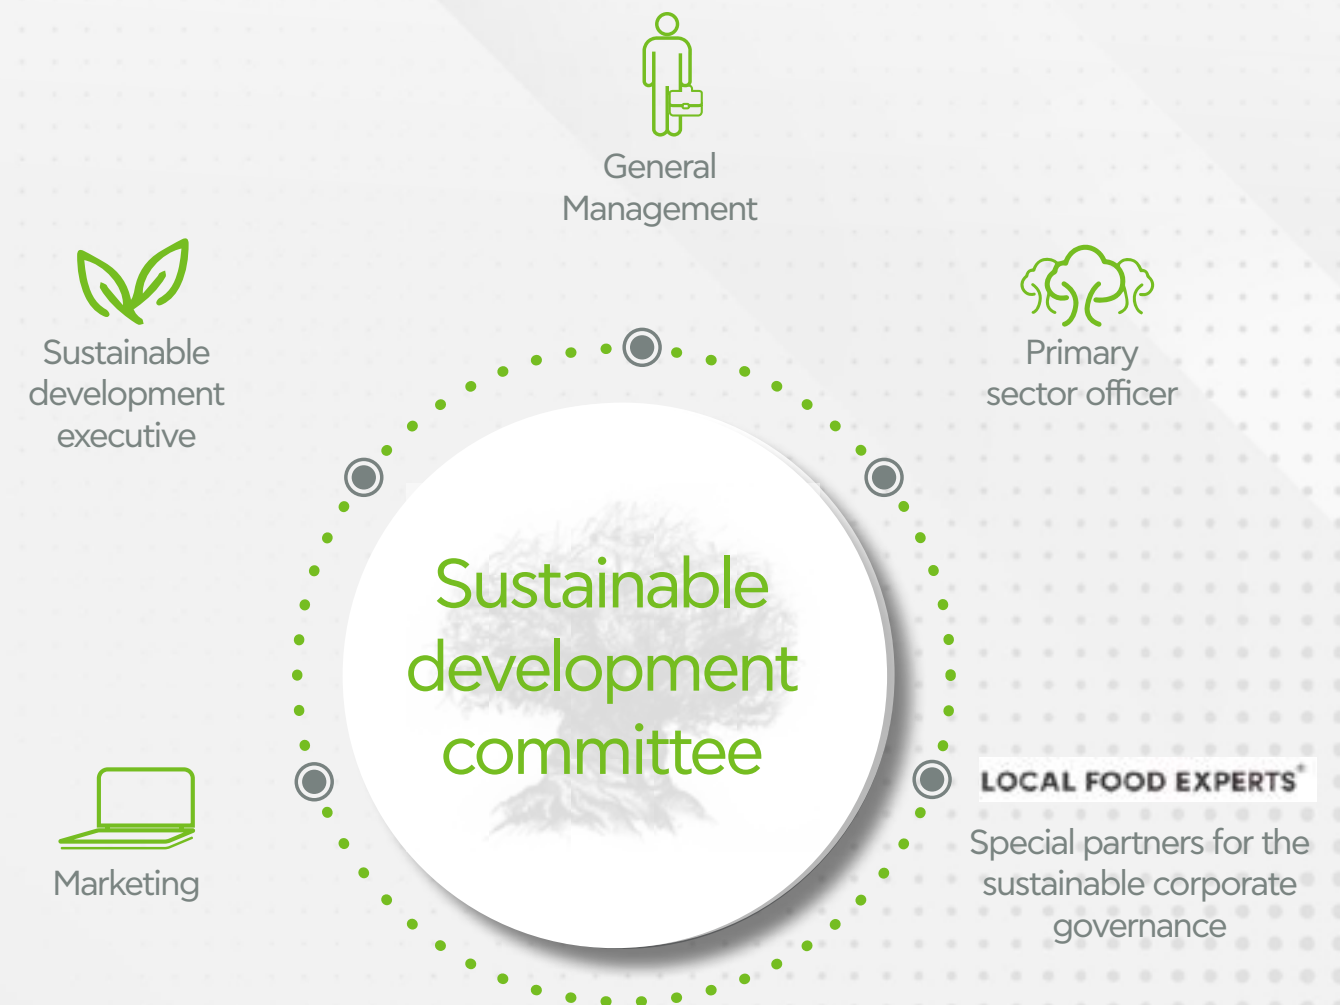 General
Management
Sustainable
development
executive
Primary
sector officer
Sustainable
development
committee
Marketing
LOCAL FOOD EXPERTS®
Special partners for the
sustainable corporate
governance